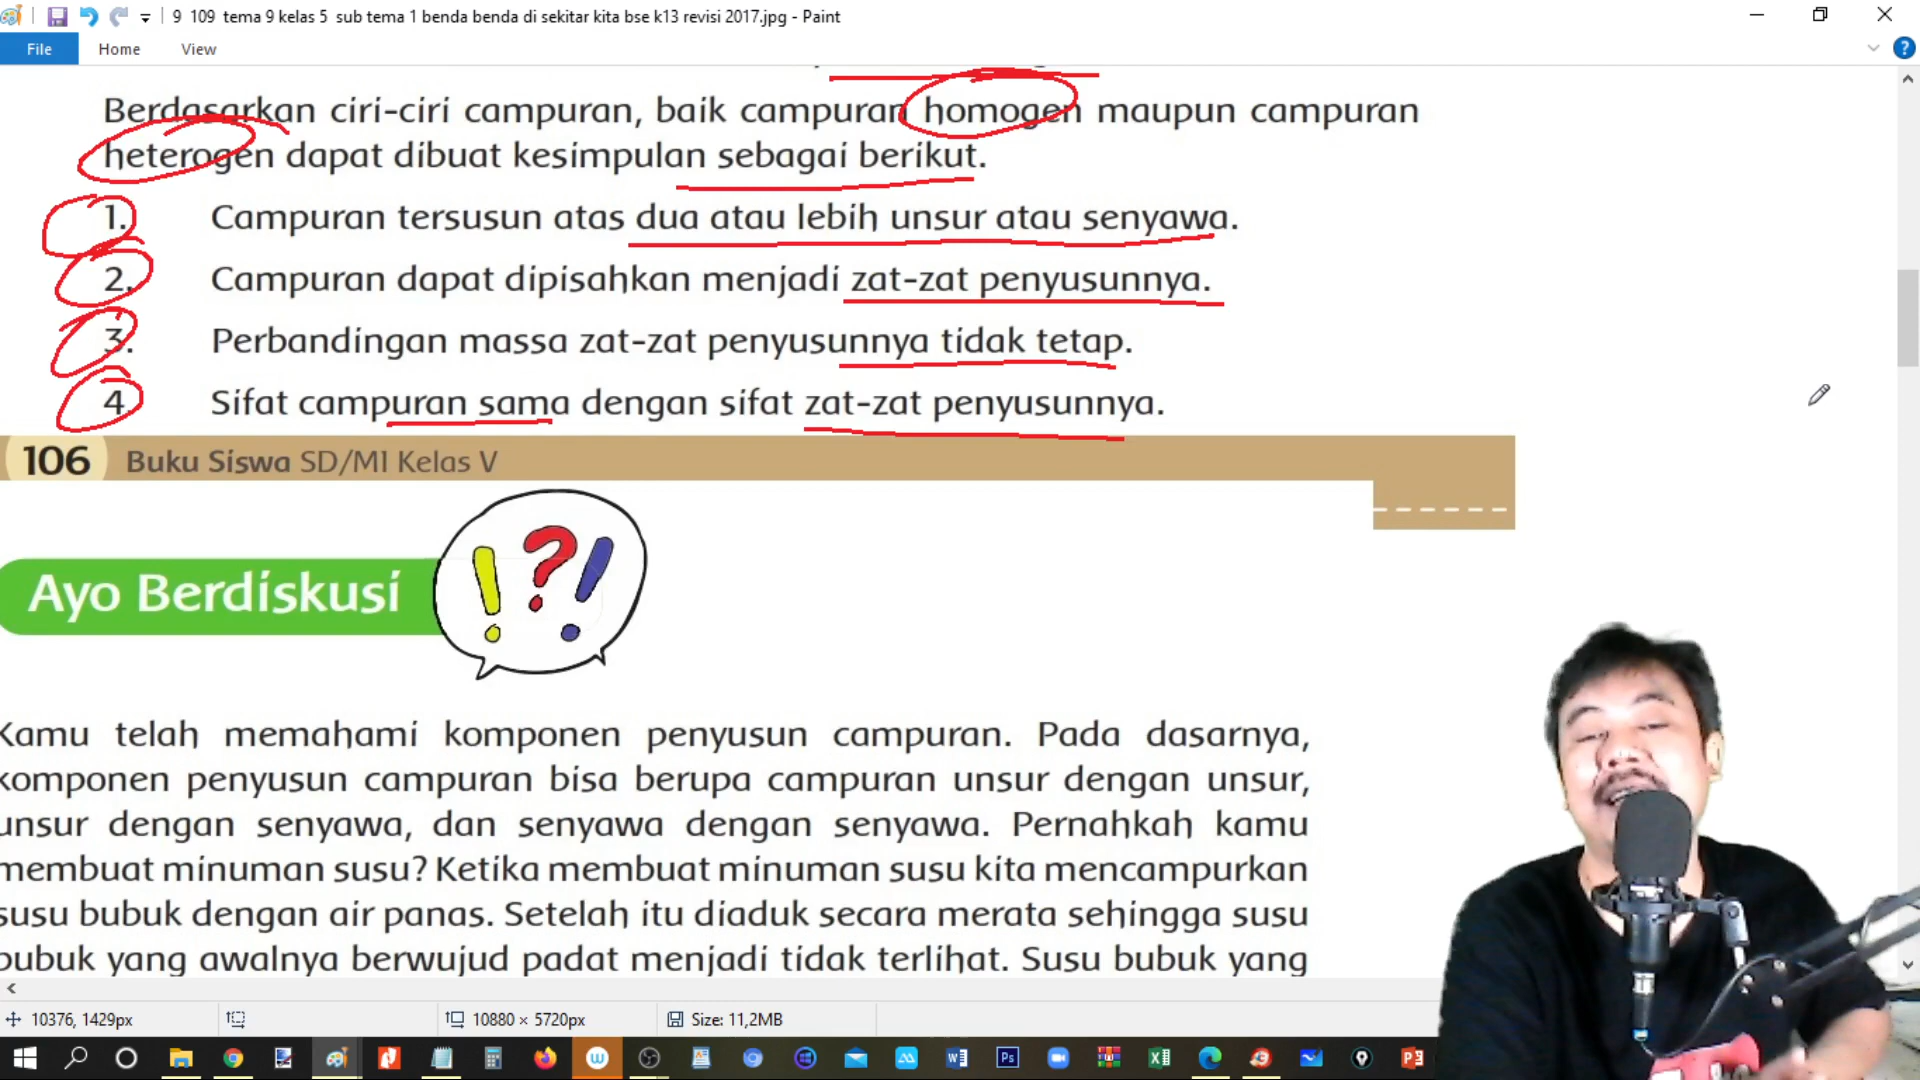 9 109 tema 9 kelas 5 sub tema 1 benda benda di sekitar kita bse k13 revisi 2017.jpg - Paint
File Home View
Berdasarkan ciri-ciri campuran, baik campuran homogen maupun campuran
heterogen dapat dibuat kesimpulan sebagai berikut.
1. Campuran tersusun atas dua atau lebih unsur atau senyawa.
2. Campuran dapat dipisahkan menjadi zat-zat penyusunnya.
3. Perbandingan massa zat-zat penyusunnya tidak tetap.
4 Sifat campuran sama dengan sifat zat-zat penyusunnya.
106 Buku Siswa SD/MI Kelas V
Ayo Berdiskusi
! ? !
Kamu telah memahami komponen penyusun campuran. Pada dasarnya,
komponen penyusun campuran bisa berupa campuran unsur dengan unsur,
unsur dengan senyawa, dan senyawa dengan senyawa. Pernahkah kamu
membuat minuman susu? Ketika membuat minuman susu kita mencampurkan
susu bubuk dengan air panas. Setelah itu diaduk secara merata sehingga susu
bubuk yang awalnya berwujud padat menjadi tidak terlihat. Susu bubuk yang
10376, 1429px 10880 × 5720px Size: 11,2MB